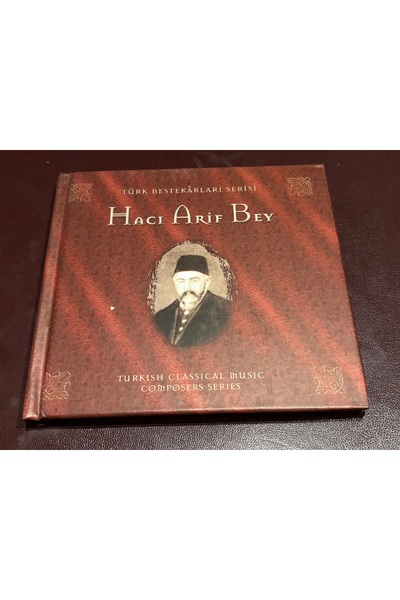 TÜRK BESTEKÂRLARI SERİSİ
HACI ARİF BEY
TURKISH CLASSICAL MUSIC
COMPOSERS SERIES